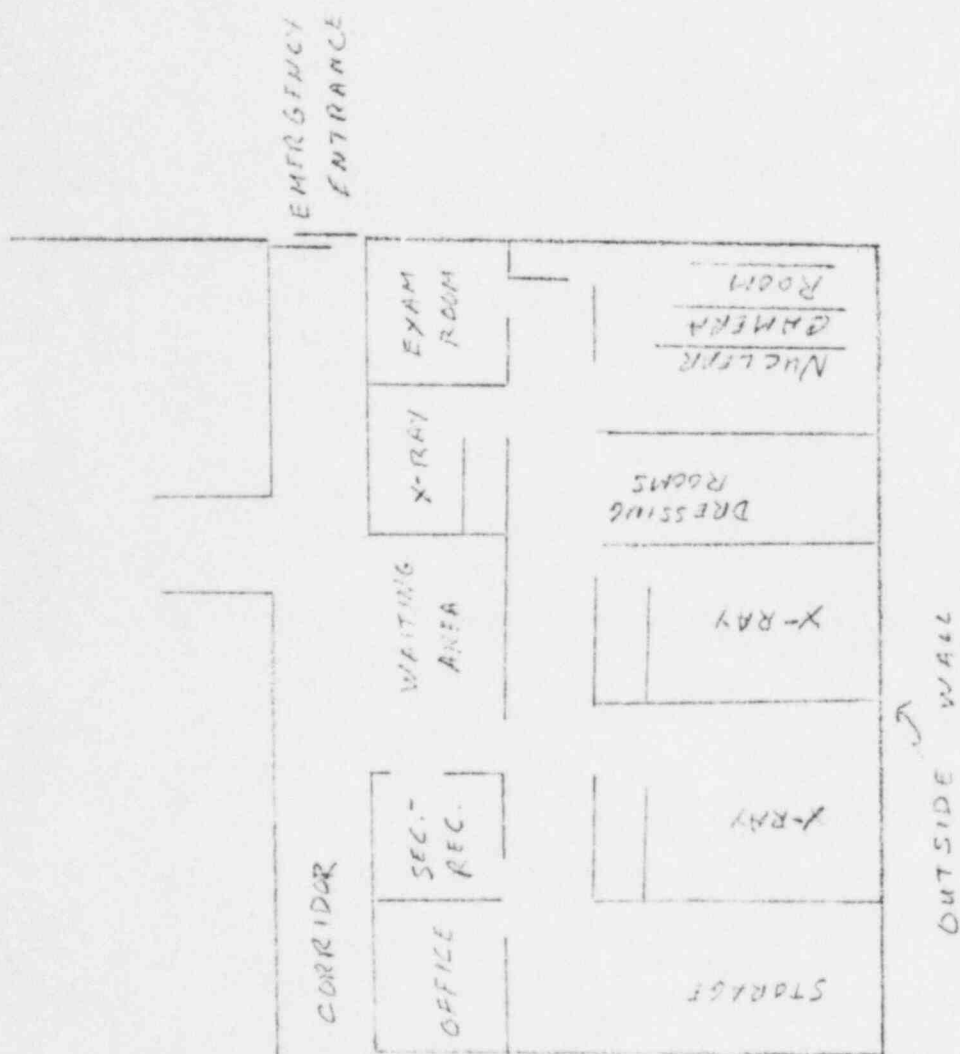 EMERGENCY
ENTRANCE
EXAM
ROOM
X-RAY
WAITING
AREA
SEC.-
REC.
OFFICE
CORRIDOR
NUCLEAR
CAMERA
ROOM
DRESSING
ROOMS
X-RAY
X-RAY
STORAGE
OUTSIDE WALL